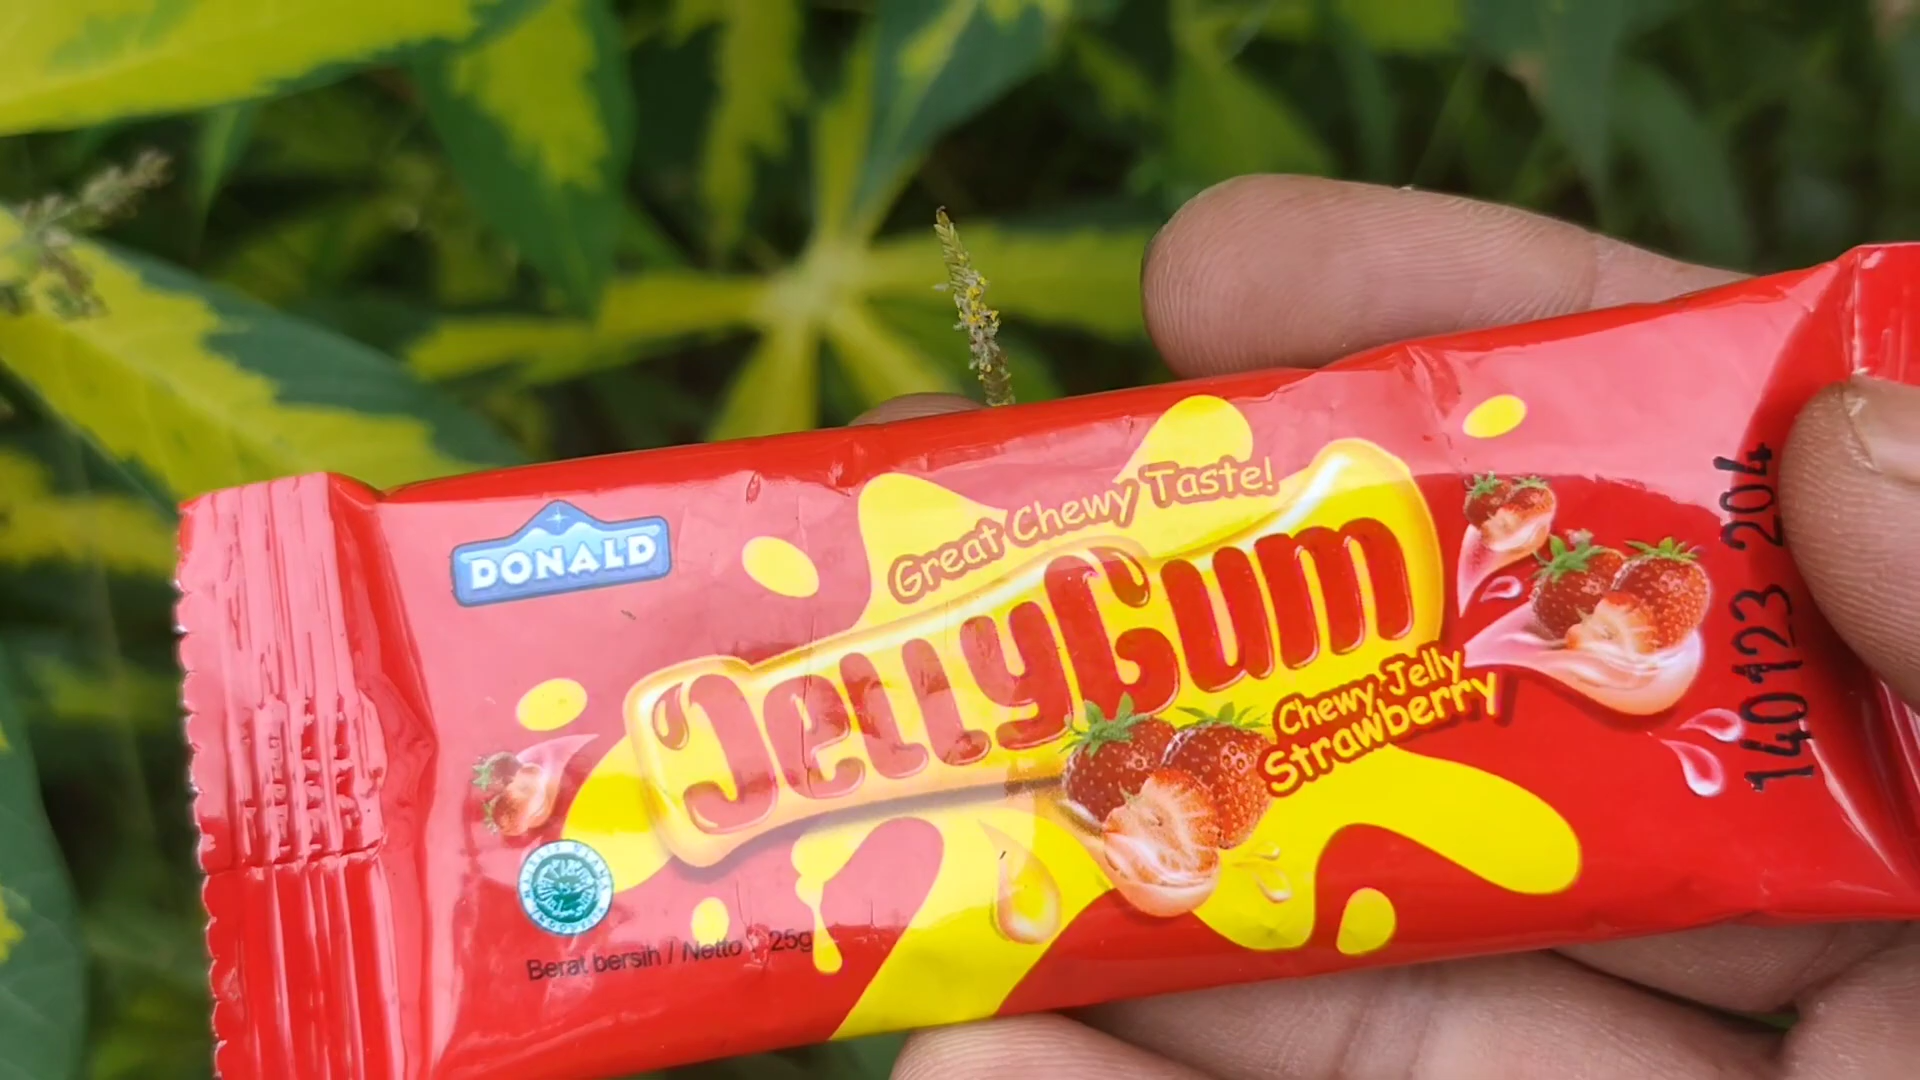 DONALD
Great Chewy Taste!
JellyGum
Chewy Jelly
Strawberry
140123 204
Berat bersih / Netto : 25g